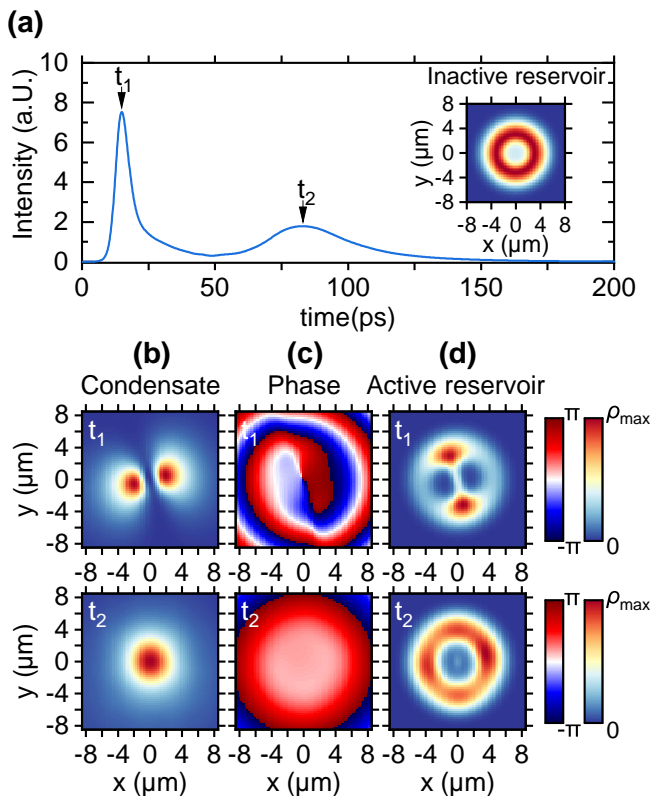 (a)
Intensity (a.U.)
10
8
6
4
2
0
t1
t2
Inactive reservoir
y (µm)
8
4
0
-4
-8
-8 -4 0 4 8
x (µm)
0 50 100 150 200
time(ps)
(b) (c) (d)
Condensate Phase Active reservoir
y (µm)
8
4
0
-4
-8
t1 t1 t1
π ρmax
-π 0
-8 -4 0 4 8 -8 -4 0 4 8 -8 -4 0 4 8
y (µm)
8
4
0
-4
-8
t2 t2 t2
π ρmax
-π 0
-8 -4 0 4 8 -8 -4 0 4 8 -8 -4 0 4 8
x (µm) x (µm) x (µm)